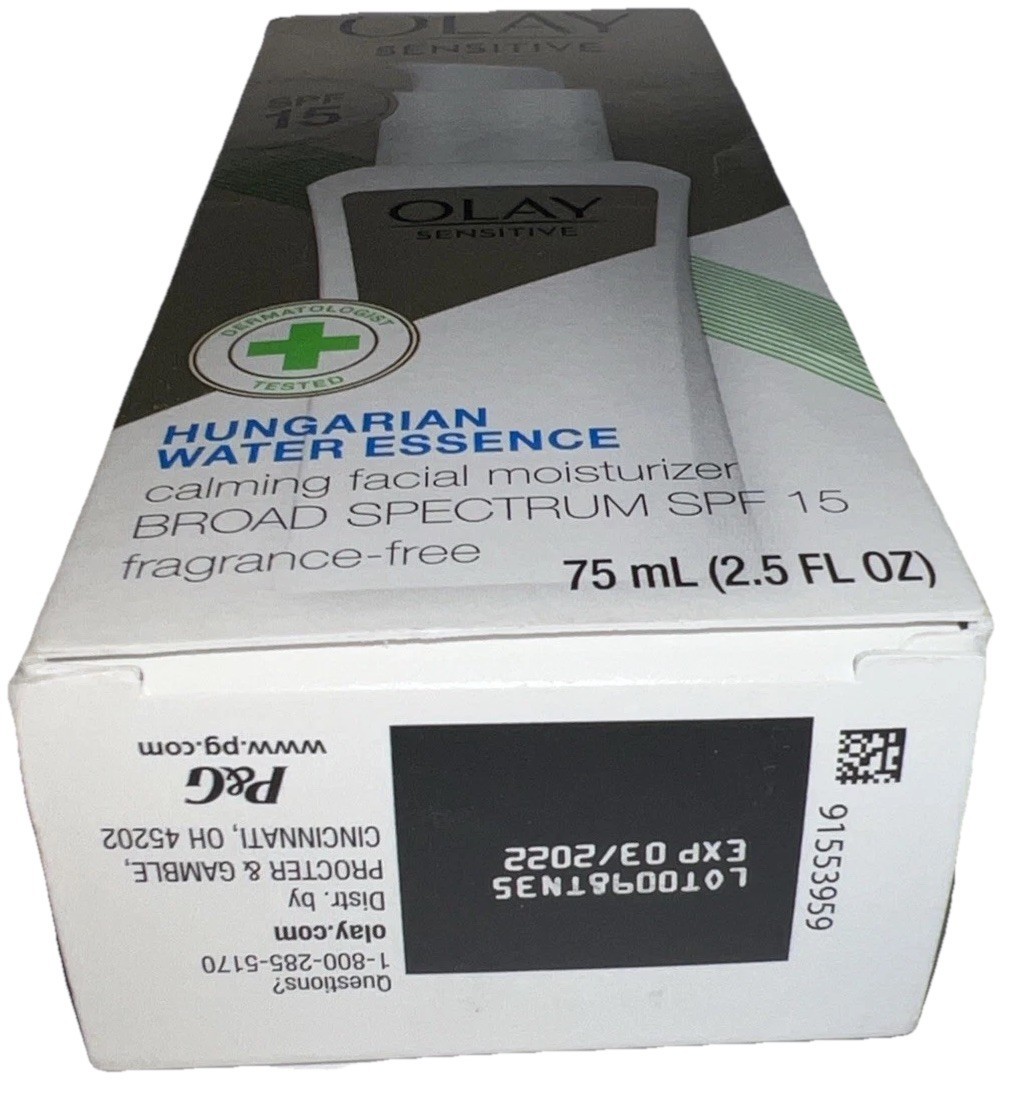 OLAY
SENSITIVE
SPF
15
OLAY
SENSITIVE
DERMATOLOGIST
TESTED
HUNGARIAN
WATER ESSENCE
calming facial moisturizer
BROAD SPECTRUM SPF 15
fragrance-free
75 mL (2.5 FL OZ)
Questions?
1-800-285-5170
olay.com
Distr. by
PROCTER & GAMBLE,
CINCINNATI, OH 45202
P&G
www.pg.com
LOT0098TN35
EXP 03/2022
91553959